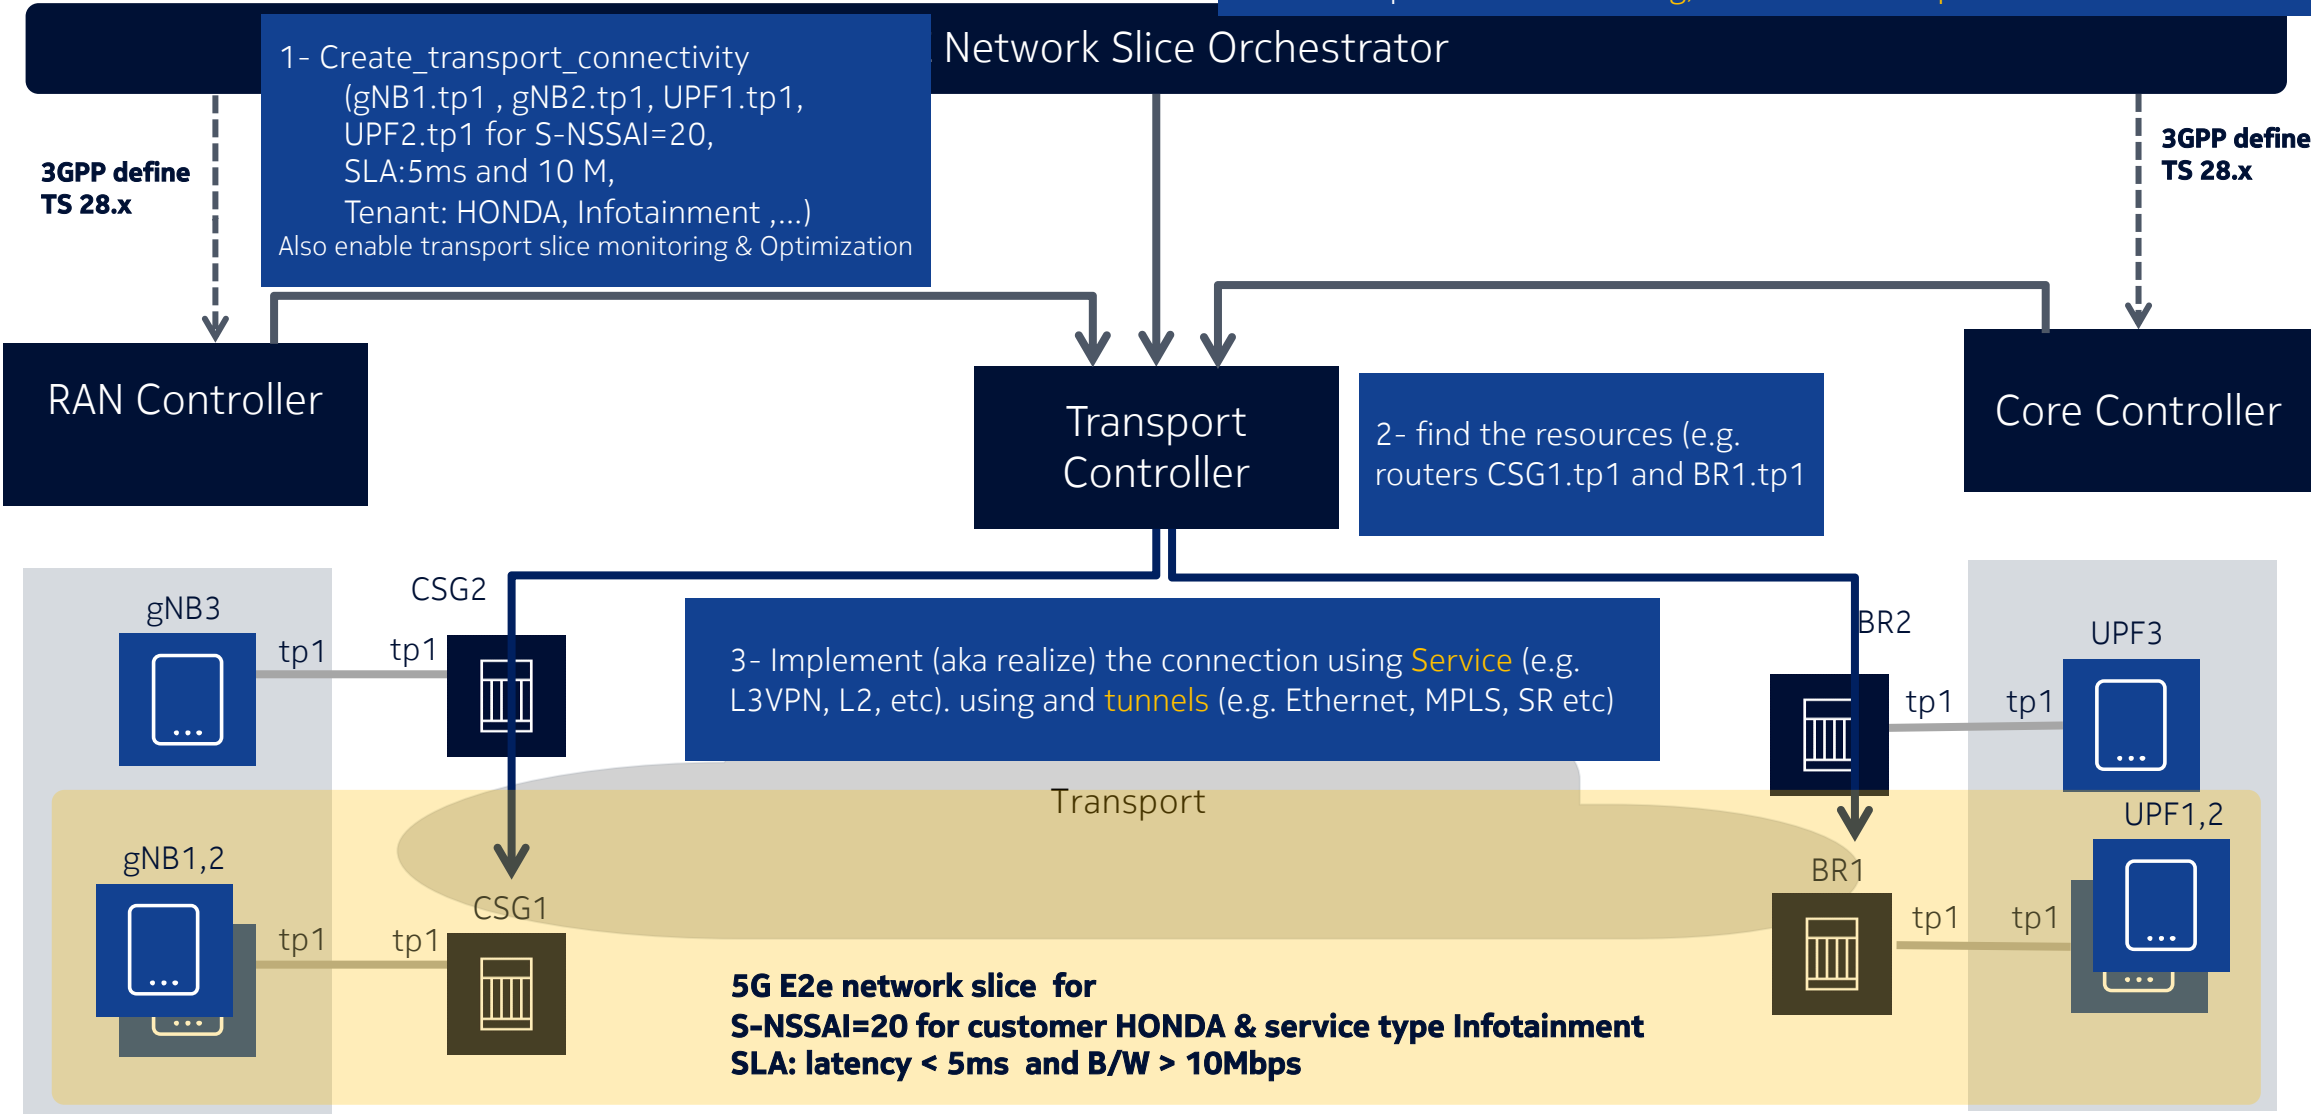 Network Slice Orchestrator
1- Create_transport_connectivity
(gNB1.tp1 , gNB2.tp1, UPF1.tp1,
UPF2.tp1 for S-NSSAI=20,
SLA:5ms and 10 M,
Tenant: HONDA, Infotainment ,...)
Also enable transport slice monitoring & Optimization
3GPP define
TS 28.x
3GPP define
TS 28.x
RAN Controller
Transport
Controller
2- find the resources (e.g.
routers CSG1.tp1 and BR1.tp1
Core Controller
gNB3
CSG2
tp1
tp1
3- Implement (aka realize) the connection using Service (e.g.
L3VPN, L2, etc). using and tunnels (e.g. Ethernet, MPLS, SR etc)
BR2
UPF3
tp1
tp1
Transport
UPF1,2
gNB1,2
CSG1
BR1
tp1
tp1
tp1
tp1
5G E2e network slice for
S-NSSAI=20 for customer HONDA & service type Infotainment
SLA: latency < 5ms and B/W > 10Mbps